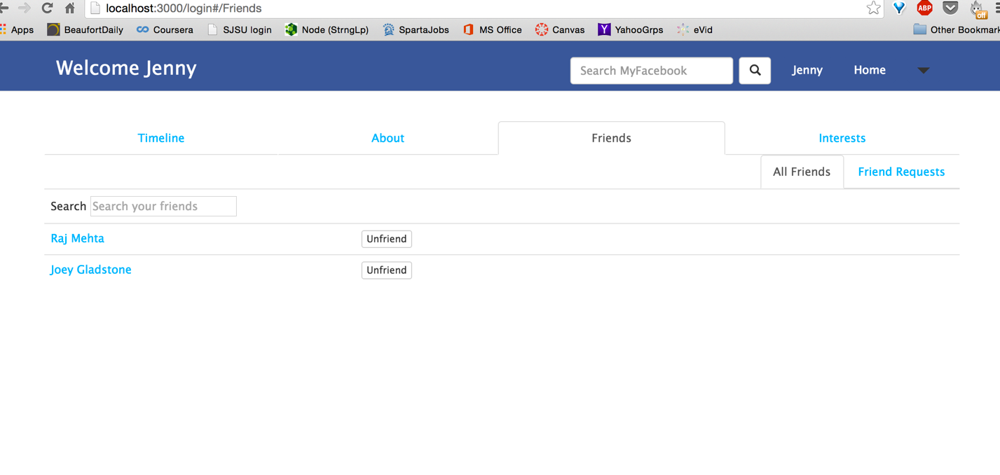 localhost:3000/login#/Friends
ABP
off
Apps BeaufortDaily Coursera SJSU login Node (StrngLp) SpartaJobs MS Office Canvas YahooGrps eVid
Welcome Jenny Search MyFacebook Jenny Home
Timeline About Friends Interests
All Friends Friend Requests
Search Search your friends
Raj Mehta Unfriend
Joey Gladstone Unfriend